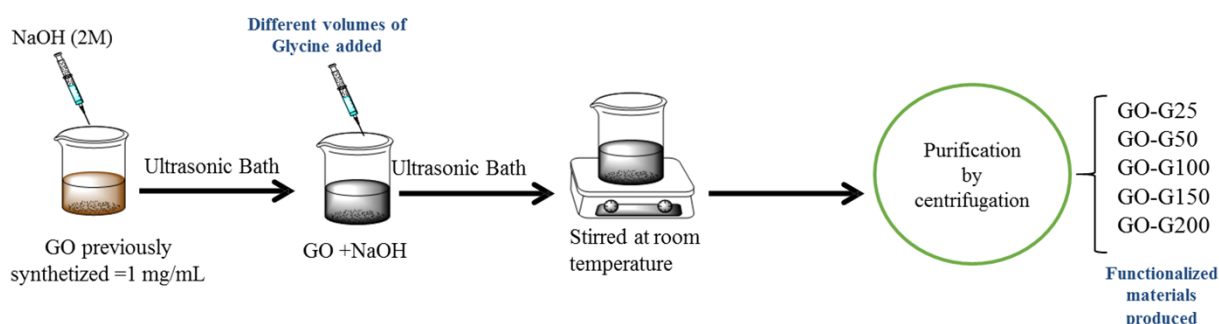 NaOH (2M)
GO previously
synthetized =1 mg/mL
Ultrasonic Bath
Different volumes of
Glycine added
GO +NaOH
Ultrasonic Bath
Stirred at room
temperature
Purification
by
centrifugation
GO-G25
GO-G50
GO-G100
GO-G150
GO-G200
Functionalized
materials
produced